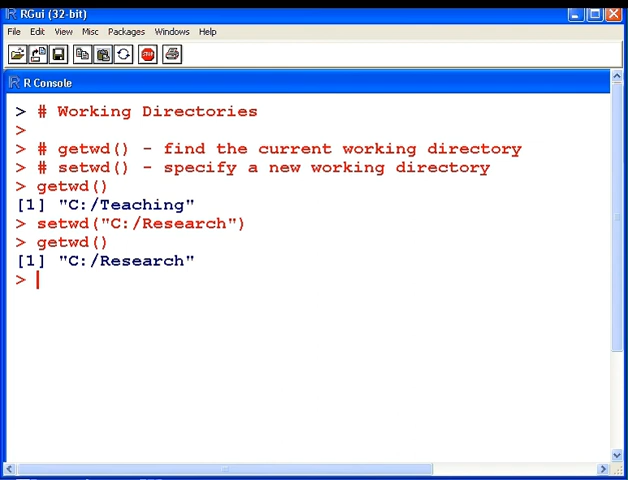 RGui (32-bit)
File Edit View Misc Packages Windows Help
STOP
R Console
> # Working Directories
>
> # getwd() - find the current working directory
> # setwd() - specify a new working directory
> getwd()
[1] "C:/Teaching"
> setwd("C:/Research")
> getwd()
[1] "C:/Research"
>